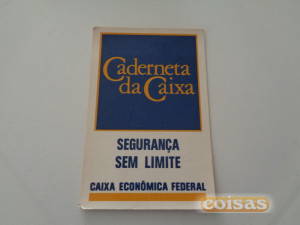 Caderneta
da Caixa
SEGURANÇA
SEM LIMITE
CAIXA ECONÔMICA FEDERAL
coisas